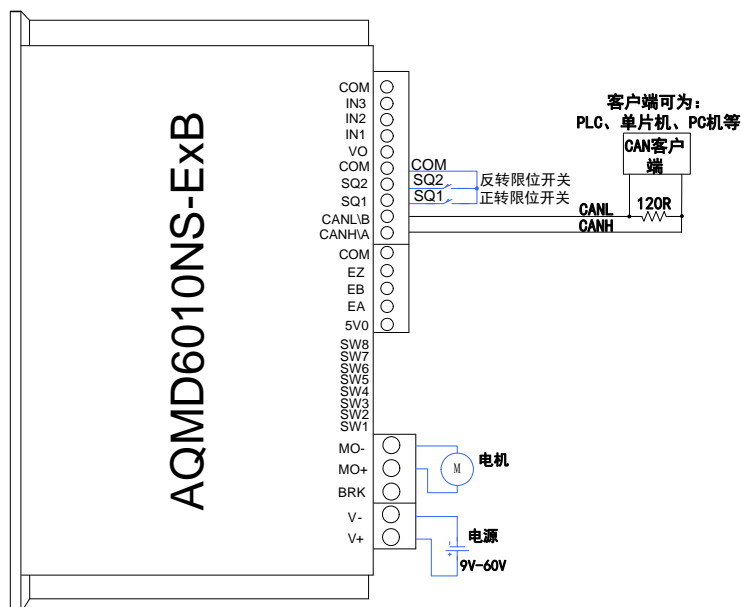 AQMD6010NS-ExB
COM
IN3
IN2
IN1
VO
COM
SQ2
SQ1
CANL\B
CANH\A
COM
EZ
EB
EA
5V0
SW8
SW7
SW6
SW5
SW4
SW3
SW2
SW1
MO-
MO+
BRK
V-
V+
COM
SQ2 反转限位开关
SQ1 正转限位开关
客户端可为：
PLC、单片机、PC机等
CAN客户
端
120R
CANL
CANH
M
电机
电源
9V-60V